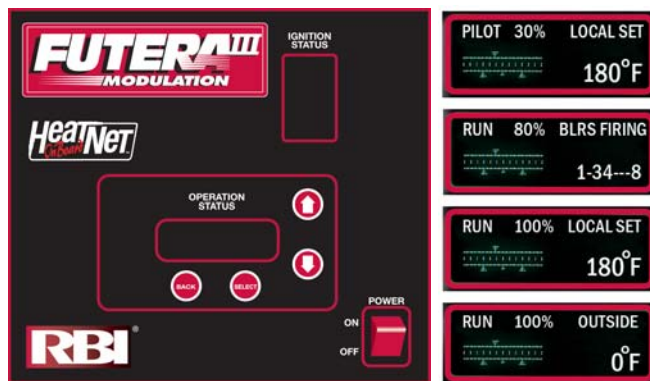 FUTERA III
MODULATION
IGNITION
STATUS
HeatNet
OnBoard
OPERATION
STATUS
BACK
SELECT
POWER
ON
OFF
RBI®
PILOT 30% LOCAL SET
180°F
RUN 80% BLRS FIRING
1-34---8
RUN 100% LOCAL SET
180°F
RUN 100% OUTSIDE
0°F